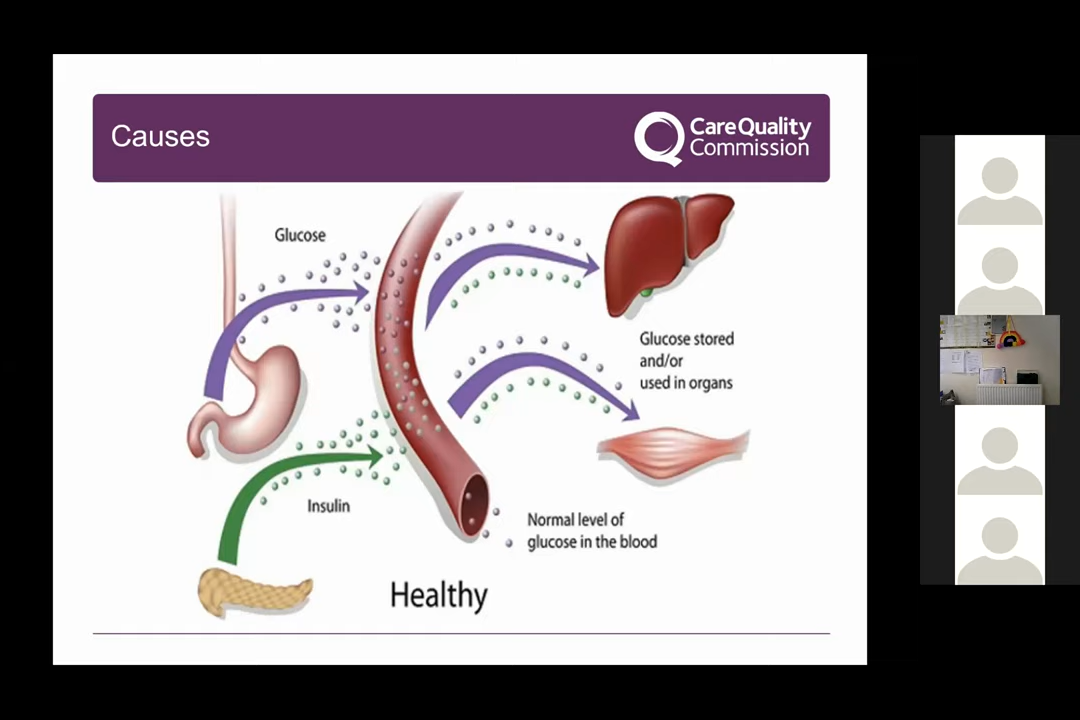 Causes
CareQuality
Commission
Glucose
Glucose stored
and/or
used in organs
Insulin
Normal level of
glucose in the blood
Healthy